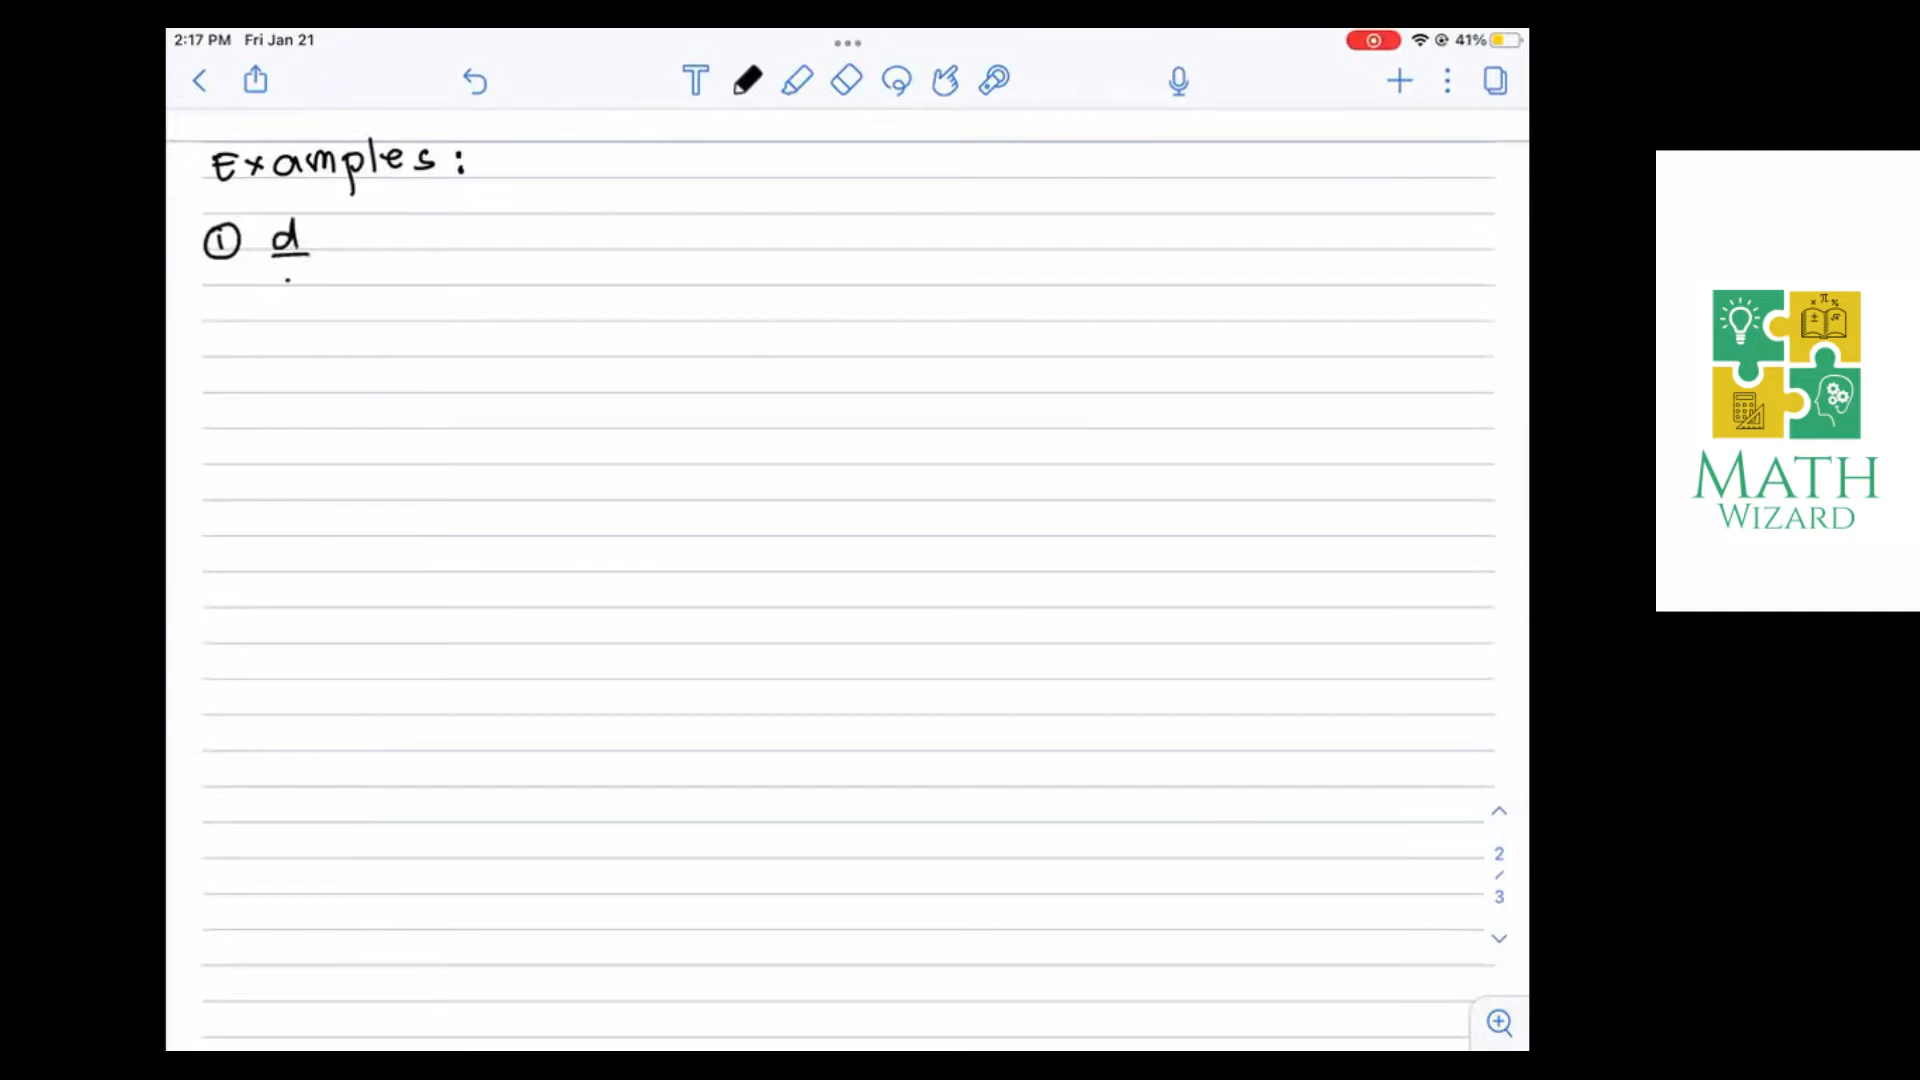 2:17 PM Fri Jan 21
41%
Examples:
① d
2
3
MATH
WIZARD